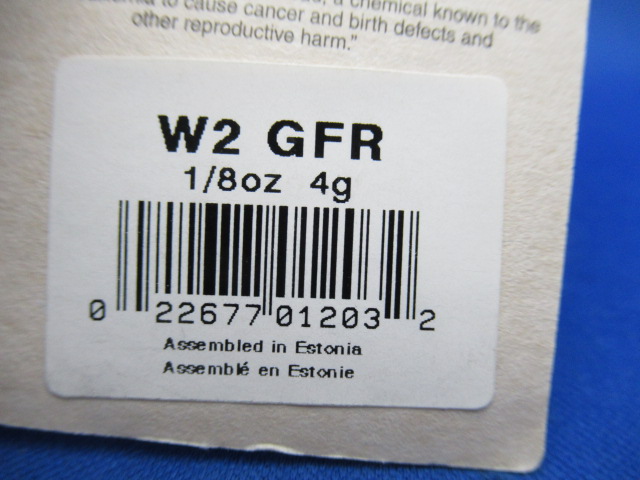 a chemical known to the
to cause cancer and birth defects and
other reproductive harm."
W2 GFR
1/8oz 4g
0 22677 01203 2
Assembled in Estonia
Assemblé en Estonie